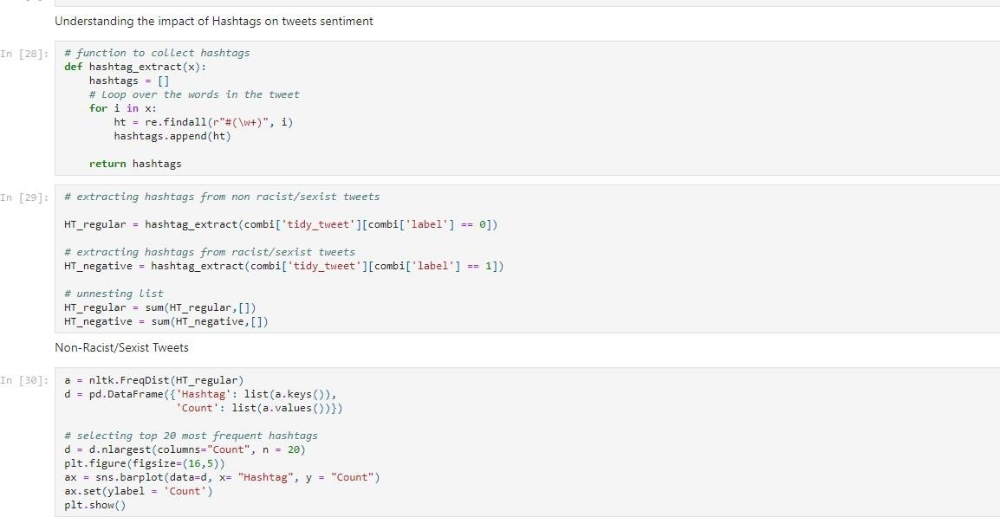 Understanding the impact of Hashtags on tweets sentiment
In [28]:
# function to collect hashtags
def hashtag_extract(x):
    hashtags = []
    # Loop over the words in the tweet
    for i in x:
        ht = re.findall(r"#(\w+)", i)
        hashtags.append(ht)
    return hashtags
In [29]:
# extracting hashtags from non racist/sexist tweets
HT_regular = hashtag_extract(combi['tidy_tweet'][combi['label'] == 0])
# extracting hashtags from racist/sexist tweets
HT_negative = hashtag_extract(combi['tidy_tweet'][combi['label'] == 1])
# unnesting list
HT_regular = sum(HT_regular,[])
HT_negative = sum(HT_negative,[])
Non-Racist/Sexist Tweets
In [30]:
a = nltk.FreqDist(HT_regular)
d = pd.DataFrame({'Hashtag': list(a.keys()),
                  'Count': list(a.values())})
# selecting top 20 most frequent hashtags
d = d.nlargest(columns="Count", n = 20)
plt.figure(figsize=(16,5))
ax = sns.barplot(data=d, x= "Hashtag", y = "Count")
ax.set(ylabel = 'Count')
plt.show()